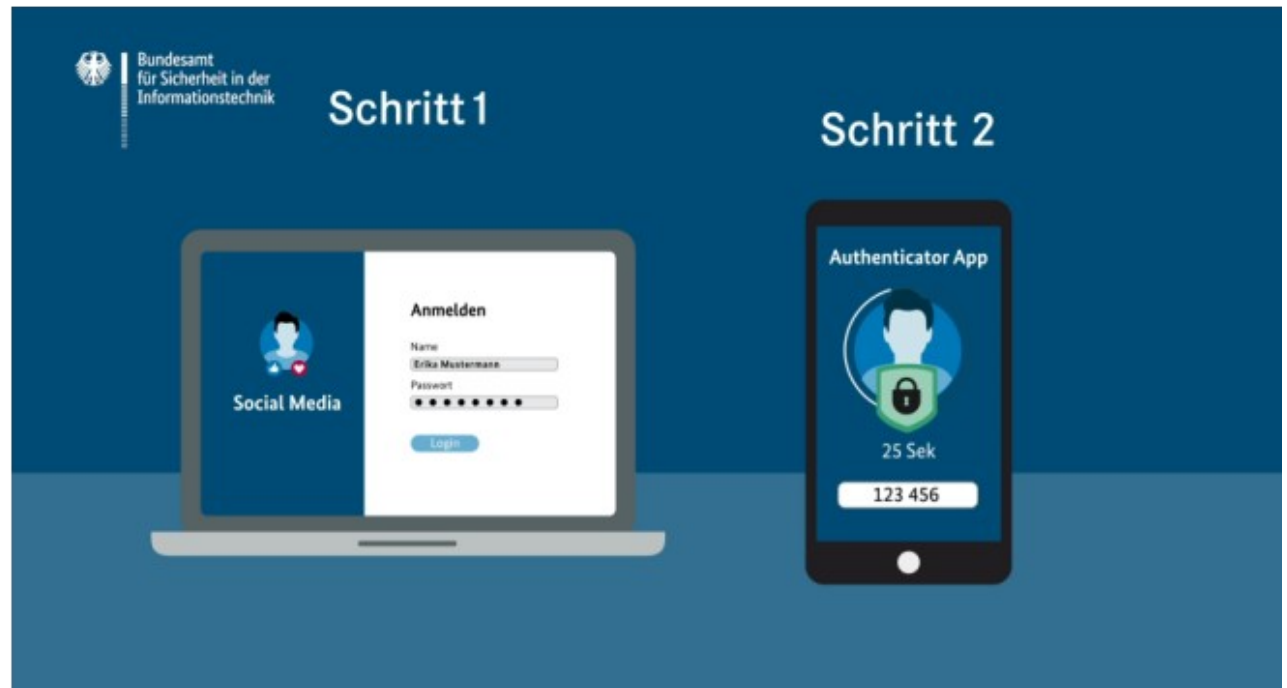 Bundesamt
für Sicherheit in der
Informationstechnik
Schritt 1
Schritt 2
Social Media
Anmelden
Name
Erika Mustermann
Passwort
Login
Authenticator App
25 Sek
123 456